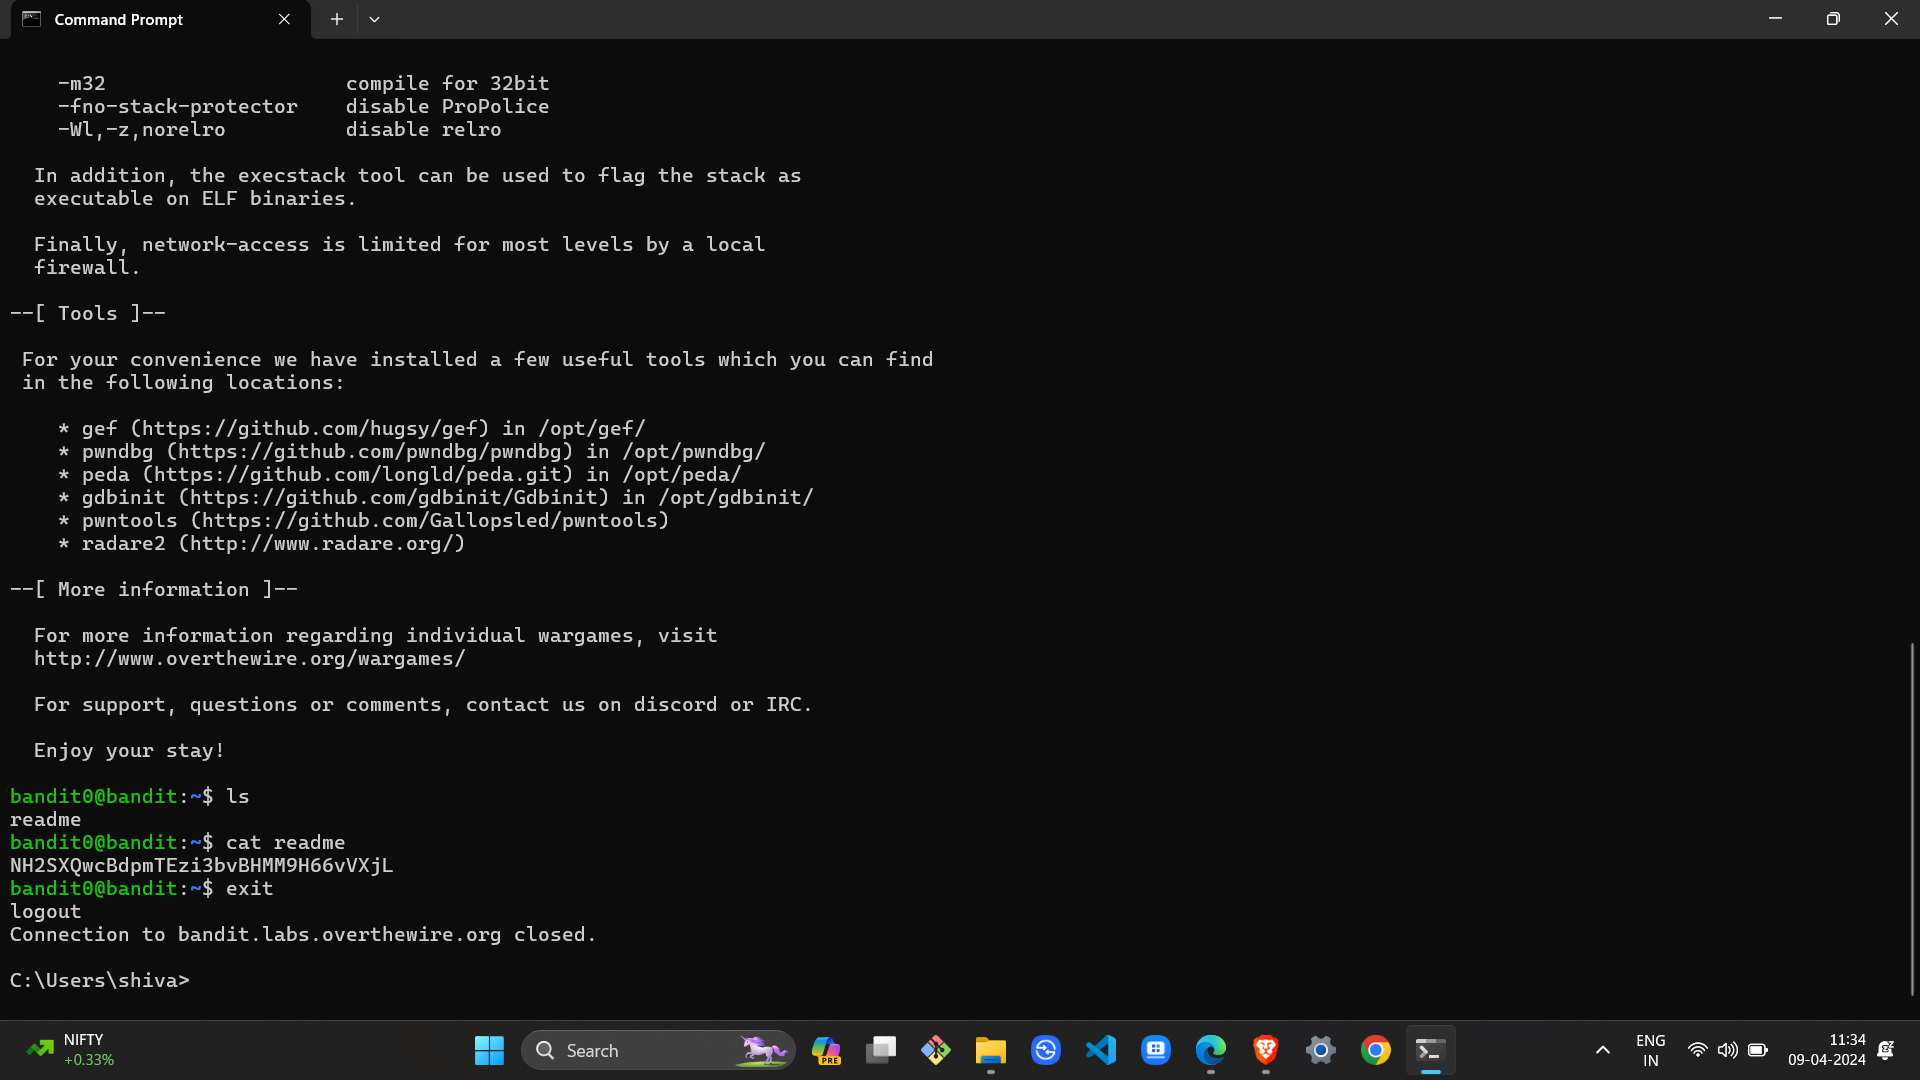 Command Prompt
-m32 compile for 32bit
-fno-stack-protector disable ProPolice
-Wl,-z,norelro disable relro
In addition, the execstack tool can be used to flag the stack as
executable on ELF binaries.
Finally, network-access is limited for most levels by a local
firewall.
--[ Tools ]--
For your convenience we have installed a few useful tools which you can find
in the following locations:
* gef (https://github.com/hugsy/gef) in /opt/gef/
* pwndbg (https://github.com/pwndbg/pwndbg) in /opt/pwndbg/
* peda (https://github.com/longld/peda.git) in /opt/peda/
* gdbinit (https://github.com/gdbinit/Gdbinit) in /opt/gdbinit/
* pwntools (https://github.com/Gallopsled/pwntools)
* radare2 (http://www.radare.org/)
--[ More information ]--
For more information regarding individual wargames, visit
http://www.overthewire.org/wargames/
For support, questions or comments, contact us on discord or IRC.
Enjoy your stay!
bandit0@bandit:~$ ls
readme
bandit0@bandit:~$ cat readme
NH2SXQwcBdpmTEzi3bvBHMM9H66vVXjL
bandit0@bandit:~$ exit
logout
Connection to bandit.labs.overthewire.org closed.
C:\Users\shiva>
NIFTY
+0.33%
Search
PRE
ENG
IN
11:34
09-04-2024